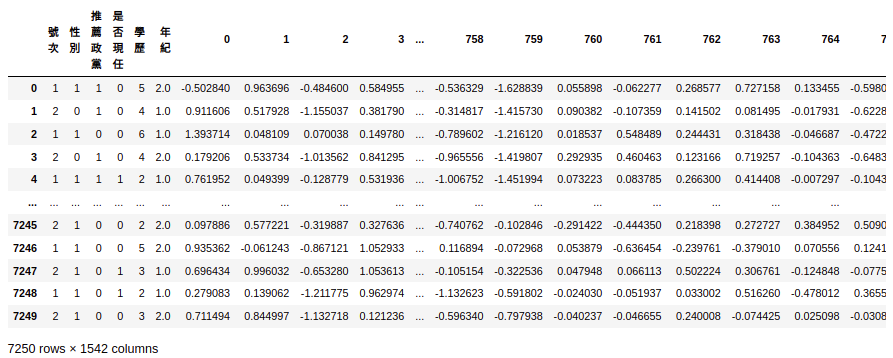 號次 性別 推薦政黨 是否現任 學歷 年紀 0 1 2 3 ... 758 759 760 761 762 763 764 7
0 1 1 1 0 5 2.0 -0.502840 0.963696 -0.484600 0.584955 ... -0.536329 -1.628839 0.055898 -0.062277 0.268577 0.727158 0.133455 -0.5980
1 2 0 1 0 4 1.0 0.911606 0.517928 -1.155037 0.381790 ... -0.314817 -1.415730 0.090382 -0.107359 0.141502 0.081495 -0.017931 -0.6228
2 1 1 0 0 6 1.0 1.393714 0.048109 0.070038 0.149780 ... -0.789602 -1.216120 0.018537 0.548489 0.244431 0.318438 -0.046687 -0.4722
3 2 0 1 0 4 2.0 0.179206 0.533734 -1.013562 0.841295 ... -0.965556 -1.419807 0.292935 0.460463 0.123166 0.719257 -0.104363 -0.6483
4 1 1 1 1 2 1.0 0.761952 0.049399 -0.128779 0.531936 ... -1.006752 -1.451994 0.073223 0.083785 0.266300 0.414408 -0.007297 -0.1043
... ... ... ... ... ... ... ... ... ... ... ... ... ... ... ... ... ... ...
7245 2 1 0 0 2 2.0 0.097886 0.577221 -0.319887 0.327636 ... -0.740762 -0.102846 -0.291422 -0.444350 0.218398 0.272727 0.384952 0.5090
7246 1 1 0 0 5 2.0 0.935362 -0.061243 -0.867121 1.052933 ... 0.116894 -0.072968 0.053879 -0.636454 -0.239761 -0.379010 0.070556 0.1241
7247 2 1 0 1 3 1.0 0.696434 0.996032 -0.653280 1.053613 ... -0.105154 -0.322536 0.047948 0.066113 0.502224 0.306761 -0.124848 -0.0775
7248 1 1 0 1 2 1.0 0.279083 0.139062 -1.211775 0.962974 ... -1.132623 -0.591802 -0.024030 -0.051937 0.033002 0.516260 -0.478012 0.3655
7249 2 1 0 0 3 2.0 0.711494 0.844997 -1.132718 0.121236 ... -0.596340 -0.797938 -0.040237 -0.046655 0.240008 -0.074425 0.025098 -0.0308
7250 rows × 1542 columns